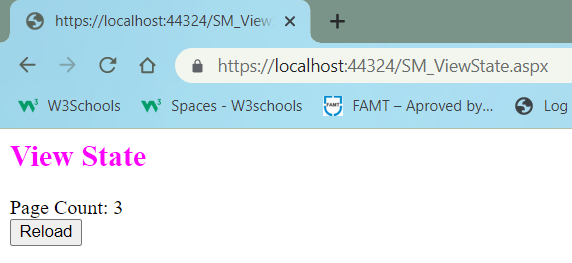 https://localhost:44324/SM_View
https://localhost:44324/SM_ViewState.aspx
W3Schools Spaces - W3schools FAMT FAMT – Aproved by... Log
View State
Page Count: 3
Reload